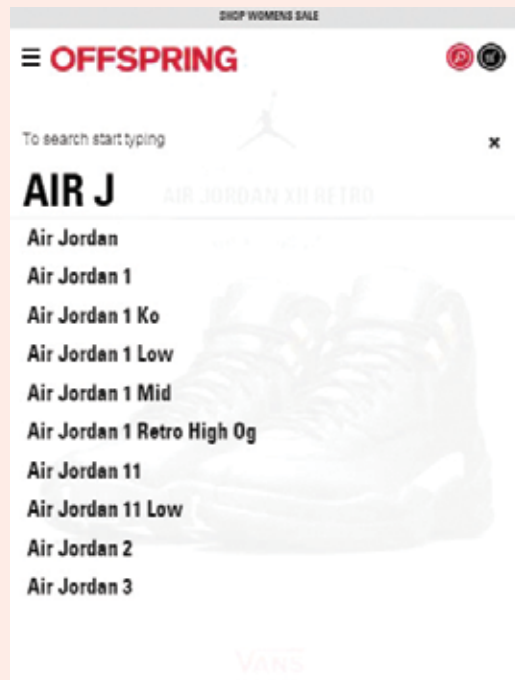 SHOP WOMENS SALE
OFFSPRING
To search start typing
AIR J
AIR JORDAN XII RETRO
Air Jordan
Air Jordan 1
Air Jordan 1 Ko
Air Jordan 1 Low
Air Jordan 1 Mid
Air Jordan 1 Retro High Og
Air Jordan 11
Air Jordan 11 Low
Air Jordan 2
Air Jordan 3
VANS